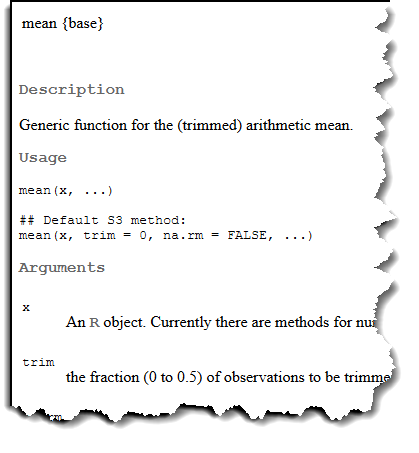 mean {base}
Description
Generic function for the (trimmed) arithmetic mean.
Usage
mean(x, ...)
## Default S3 method:
mean(x, trim = 0, na.rm = FALSE, ...)
Arguments
x
An R object. Currently there are methods for
trim
the fraction (0 to 0.5) of observations to be